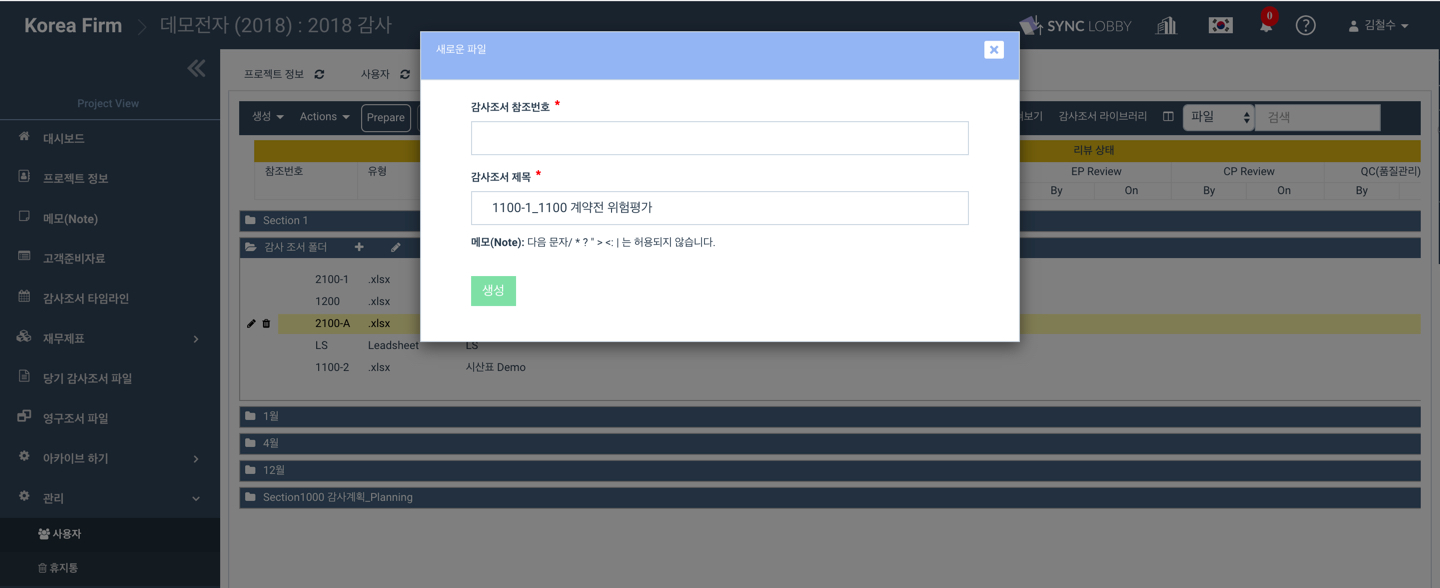 Korea Firm 데모전자 (2018) : 2018 감사
SYNC LOBBY
0
?
김철수
Project View
대시보드
프로젝트 정보
메모(Note)
고객준비자료
감사조서 타임라인
재무제표
당기 감사조서 파일
영구조서 파일
아카이브 하기
관리
사용자
휴지통
프로젝트 정보
사용자
생성
Actions
Prepare
감사조서 라이브러리
파일
검색
리뷰 상태
참조번호
유형
EP Review
CP Review
QC(품질관리)
By
On
By
On
By
Section 1
감사 조서 폴더
2100-1 .xlsx
1200 .xlsx
2100-A .xlsx
LS Leadsheet LS
1100-2 .xlsx 시산표 Demo
1월
4월
12월
Section1000 감사계획_Planning
새로운 파일
감사조서 참조번호 *
감사조서 제목 *
1100-1_1100 계약전 위험평가
메모(Note): 다음 문자/ * ? " > <: | 는 허용되지 않습니다.
생성